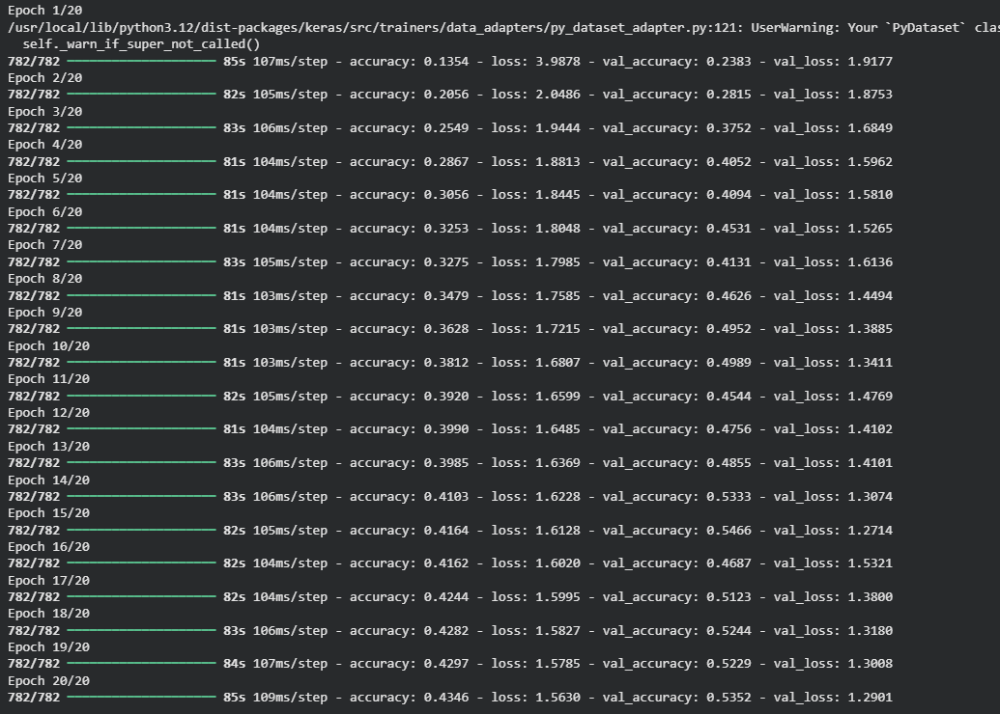 Epoch 1/20
/usr/local/lib/python3.12/dist-packages/keras/src/trainers/data_adapters/py_dataset_adapter.py:121: UserWarning: Your `PyDataset` clas
  self._warn_if_super_not_called()
782/782 ━━━━━━━━━━━━━━━━━━━━ 85s 107ms/step - accuracy: 0.1354 - loss: 3.9878 - val_accuracy: 0.2383 - val_loss: 1.9177
Epoch 2/20
782/782 ━━━━━━━━━━━━━━━━━━━━ 82s 105ms/step - accuracy: 0.2056 - loss: 2.0486 - val_accuracy: 0.2815 - val_loss: 1.8753
Epoch 3/20
782/782 ━━━━━━━━━━━━━━━━━━━━ 83s 106ms/step - accuracy: 0.2549 - loss: 1.9444 - val_accuracy: 0.3752 - val_loss: 1.6849
Epoch 4/20
782/782 ━━━━━━━━━━━━━━━━━━━━ 81s 104ms/step - accuracy: 0.2867 - loss: 1.8813 - val_accuracy: 0.4052 - val_loss: 1.5962
Epoch 5/20
782/782 ━━━━━━━━━━━━━━━━━━━━ 81s 104ms/step - accuracy: 0.3056 - loss: 1.8445 - val_accuracy: 0.4094 - val_loss: 1.5810
Epoch 6/20
782/782 ━━━━━━━━━━━━━━━━━━━━ 81s 104ms/step - accuracy: 0.3253 - loss: 1.8048 - val_accuracy: 0.4531 - val_loss: 1.5265
Epoch 7/20
782/782 ━━━━━━━━━━━━━━━━━━━━ 83s 105ms/step - accuracy: 0.3275 - loss: 1.7985 - val_accuracy: 0.4131 - val_loss: 1.6136
Epoch 8/20
782/782 ━━━━━━━━━━━━━━━━━━━━ 81s 103ms/step - accuracy: 0.3479 - loss: 1.7585 - val_accuracy: 0.4626 - val_loss: 1.4494
Epoch 9/20
782/782 ━━━━━━━━━━━━━━━━━━━━ 81s 103ms/step - accuracy: 0.3628 - loss: 1.7215 - val_accuracy: 0.4952 - val_loss: 1.3885
Epoch 10/20
782/782 ━━━━━━━━━━━━━━━━━━━━ 81s 103ms/step - accuracy: 0.3812 - loss: 1.6807 - val_accuracy: 0.4989 - val_loss: 1.3411
Epoch 11/20
782/782 ━━━━━━━━━━━━━━━━━━━━ 82s 105ms/step - accuracy: 0.3920 - loss: 1.6599 - val_accuracy: 0.4544 - val_loss: 1.4769
Epoch 12/20
782/782 ━━━━━━━━━━━━━━━━━━━━ 81s 104ms/step - accuracy: 0.3990 - loss: 1.6485 - val_accuracy: 0.4756 - val_loss: 1.4102
Epoch 13/20
782/782 ━━━━━━━━━━━━━━━━━━━━ 83s 106ms/step - accuracy: 0.3985 - loss: 1.6369 - val_accuracy: 0.4855 - val_loss: 1.4101
Epoch 14/20
782/782 ━━━━━━━━━━━━━━━━━━━━ 83s 106ms/step - accuracy: 0.4103 - loss: 1.6228 - val_accuracy: 0.5333 - val_loss: 1.3074
Epoch 15/20
782/782 ━━━━━━━━━━━━━━━━━━━━ 82s 105ms/step - accuracy: 0.4164 - loss: 1.6128 - val_accuracy: 0.5466 - val_loss: 1.2714
Epoch 16/20
782/782 ━━━━━━━━━━━━━━━━━━━━ 82s 104ms/step - accuracy: 0.4162 - loss: 1.6020 - val_accuracy: 0.4687 - val_loss: 1.5321
Epoch 17/20
782/782 ━━━━━━━━━━━━━━━━━━━━ 82s 104ms/step - accuracy: 0.4244 - loss: 1.5995 - val_accuracy: 0.5123 - val_loss: 1.3800
Epoch 18/20
782/782 ━━━━━━━━━━━━━━━━━━━━ 83s 106ms/step - accuracy: 0.4282 - loss: 1.5827 - val_accuracy: 0.5244 - val_loss: 1.3180
Epoch 19/20
782/782 ━━━━━━━━━━━━━━━━━━━━ 84s 107ms/step - accuracy: 0.4297 - loss: 1.5785 - val_accuracy: 0.5229 - val_loss: 1.3008
Epoch 20/20
782/782 ━━━━━━━━━━━━━━━━━━━━ 85s 109ms/step - accuracy: 0.4346 - loss: 1.5630 - val_accuracy: 0.5352 - val_loss: 1.2901